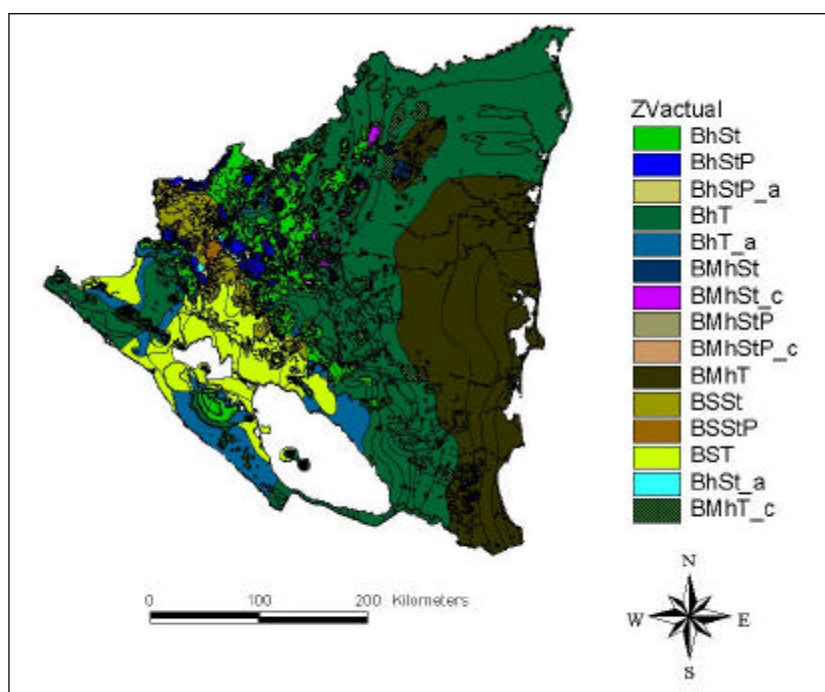 ZVactual
BhSt
BhStP
BhStP_a
BhT
BhT_a
BMhSt
BMhSt_c
BMhStP
BMhStP_c
BMhT
BSSt
BSStP
BST
BhSt_a
BMhT_c
0 100 200 Kilometers
N
W E
S